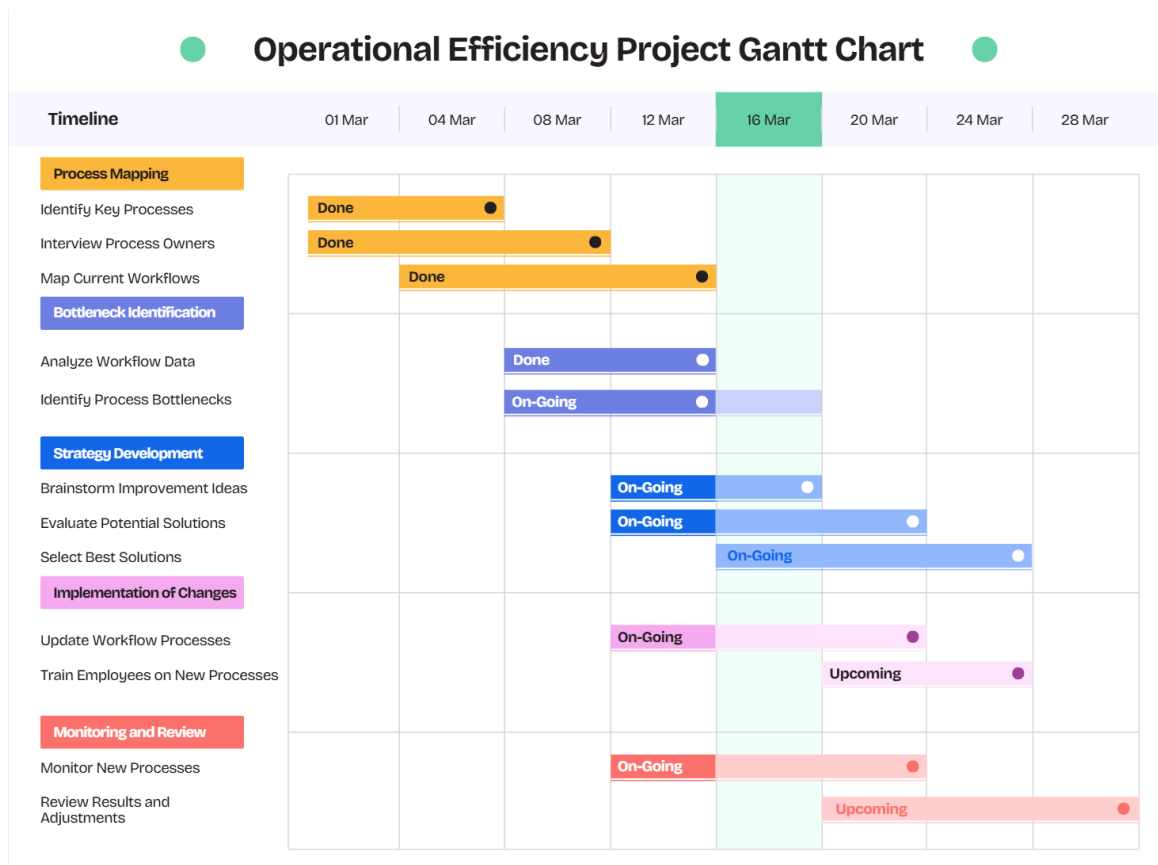 Operational Efficiency Project Gantt Chart
Timeline 01 Mar 04 Mar 08 Mar 12 Mar 16 Mar 20 Mar 24 Mar 28 Mar
Process Mapping
Identify Key Processes Done
Interview Process Owners Done
Map Current Workflows Done
Bottleneck Identification
Analyze Workflow Data Done
Identify Process Bottlenecks On-Going
Strategy Development
Brainstorm Improvement Ideas On-Going
Evaluate Potential Solutions On-Going
Select Best Solutions On-Going
Implementation of Changes
Update Workflow Processes On-Going
Train Employees on New Processes Upcoming
Monitoring and Review
Monitor New Processes On-Going
Review Results and
Adjustments Upcoming